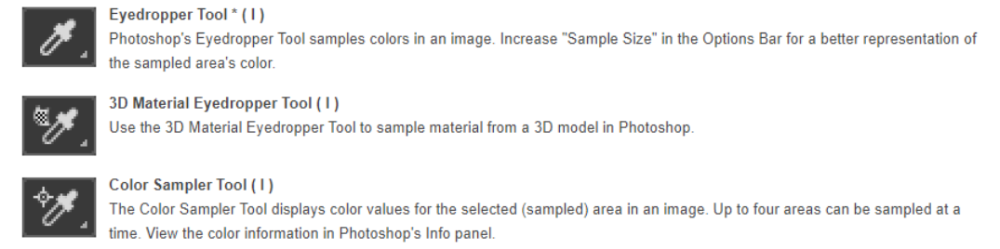 Eyedropper Tool * ( I )
Photoshop's Eyedropper Tool samples colors in an image. Increase "Sample Size" in the Options Bar for a better representation of
the sampled area's color.
3D Material Eyedropper Tool ( I )
Use the 3D Material Eyedropper Tool to sample material from a 3D model in Photoshop.
Color Sampler Tool ( I )
The Color Sampler Tool displays color values for the selected (sampled) area in an image. Up to four areas can be sampled at a
time. View the color information in Photoshop's Info panel.